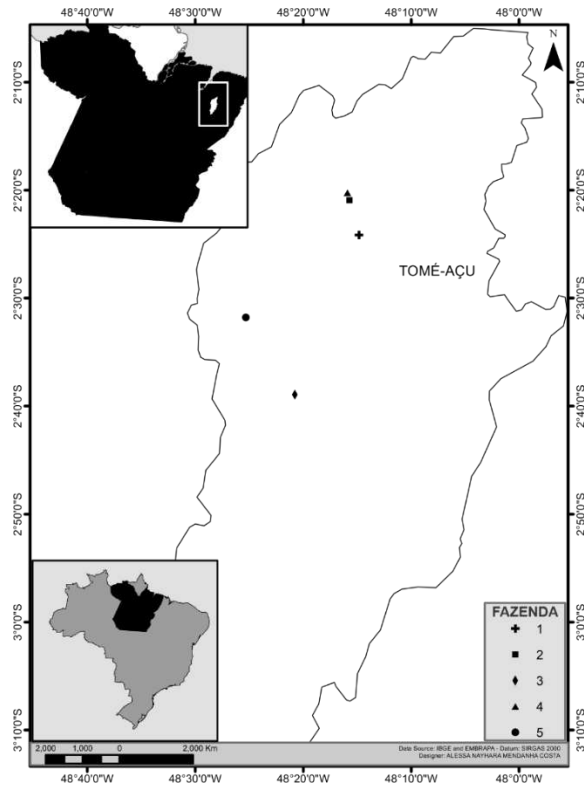 48°40'0"W 48°30'0"W 48°20'0"W 48°10'0"W 48°0'0"W
N
2°10'0"S 2°10'0"S
2°20'0"S 2°20'0"S
TOMÉ-AÇU
2°30'0"S 2°30'0"S
2°40'0"S 2°40'0"S
2°50'0"S 2°50'0"S
3°0'0"S 3°0'0"S
3°10'0"S 3°10'0"S
FAZENDA
1
2
3
4
5
2,000 1,000 0 2,000 Km
Data Source: IBGE and EMBRAPA - Datum: SIRGAS 2000
Designer: ALESSA NAYHARA MENDANHA COSTA
48°40'0"W 48°30'0"W 48°20'0"W 48°10'0"W 48°0'0"W